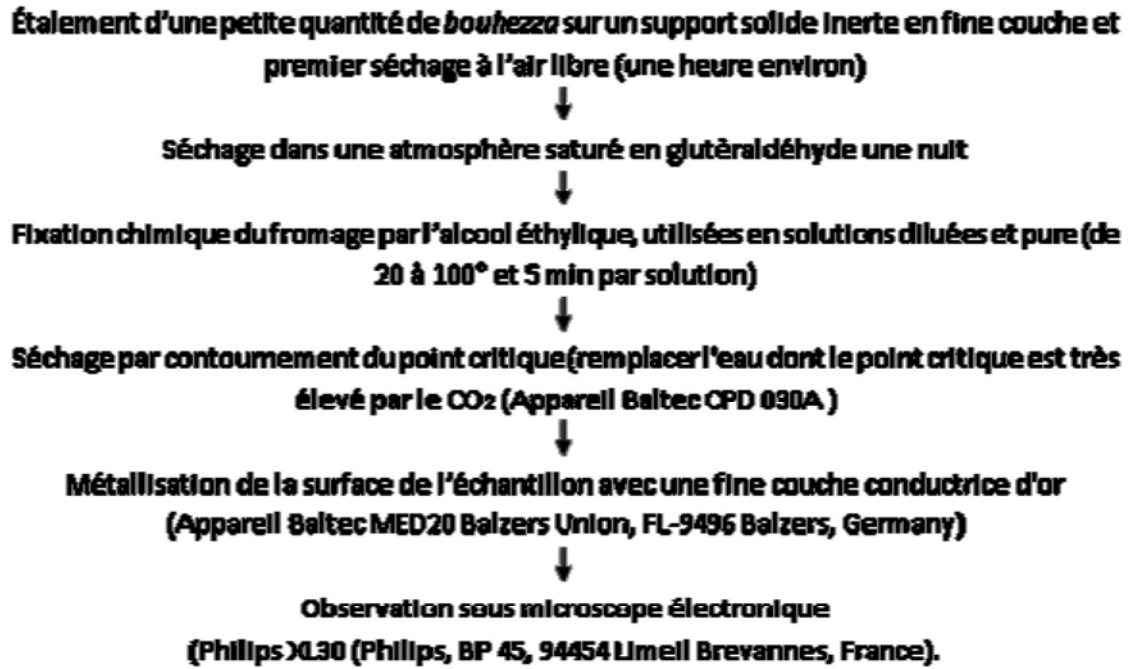 Étalement d'une petite quantité de bouhezza sur un support solide inerte en fine couche et
premier séchage à l'air libre (une heure environ)
Séchage dans une atmosphère saturé en glutèraldéhyde une nuit
Fixation chimique du fromage par l'alcool éthylique, utilisées en solutions diluées et pure (de
20 à 100° et 5 min par solution)
Séchage par contournement du point critique (remplacer l'eau dont le point critique est très
élevé par le CO₂ (Appareil Baltec CPD 030A )
Métallisation de la surface de l'échantillon avec une fine couche conductrice d'or
(Appareil Baltec MED20 Balzers Union, FL-9496 Balzers, Germany)
Observation sous microscope électronique
(Philips XL30 (Philips, BP 45, 94454 Limeil Brevannes, France).